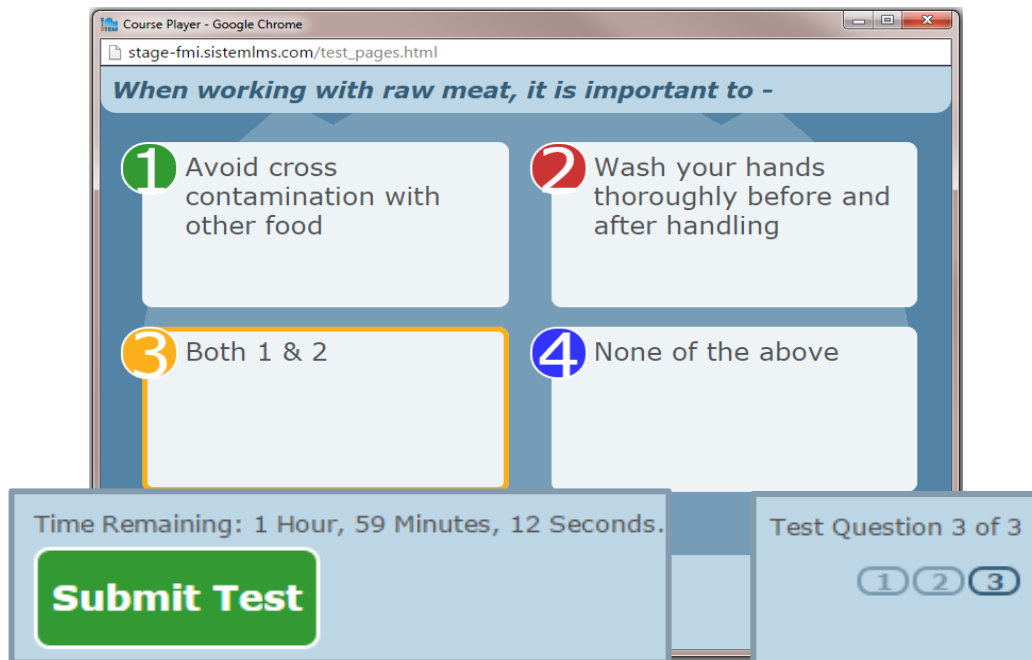 Course Player - Google Chrome
stage-fmi.sistemlms.com/test_pages.html
When working with raw meat, it is important to -
1 Avoid cross
contamination with
other food
2 Wash your hands
thoroughly before and
after handling
3 Both 1 & 2
4 None of the above
Time Remaining: 1 Hour, 59 Minutes, 12 Seconds.
Submit Test
Test Question 3 of 3
1 2 3